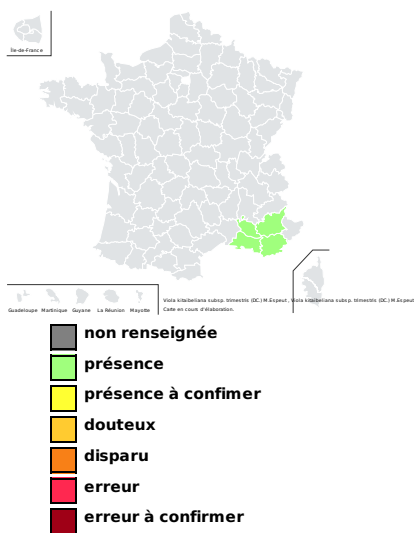 Île-de-France
Guadeloupe Martinique Guyane La Réunion Mayotte
Viola kitaibeliana subsp. trimestris (DC.) M.Espeut , Viola kitaibeliana subsp. trimestris (DC.) M.Espeut
Carte en cours d'élaboration.
non renseignée
présence
présence à confimer
douteux
disparu
erreur
erreur à confirmer